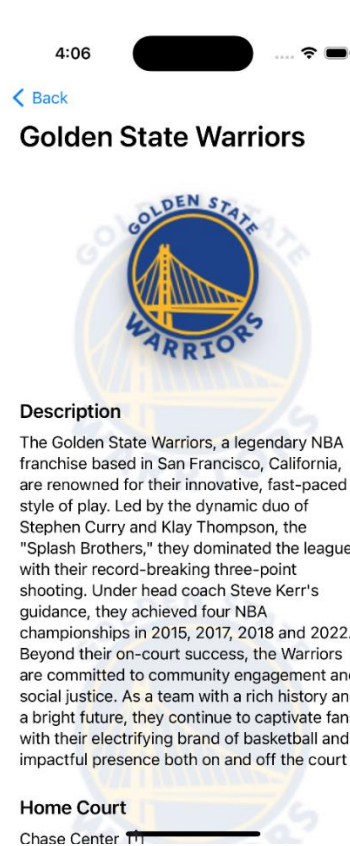 4:06
Back
Golden State Warriors
GOLDEN STATE
WARRIORS
Description
The Golden State Warriors, a legendary NBA
franchise based in San Francisco, California,
are renowned for their innovative, fast-paced
style of play. Led by the dynamic duo of
Stephen Curry and Klay Thompson, the
"Splash Brothers," they dominated the league
with their record-breaking three-point
shooting. Under head coach Steve Kerr's
guidance, they achieved four NBA
championships in 2015, 2017, 2018 and 2022.
Beyond their on-court success, the Warriors
are committed to community engagement and
social justice. As a team with a rich history an
a bright future, they continue to captivate fan
with their electrifying brand of basketball and
impactful presence both on and off the court
Home Court
Chase Center